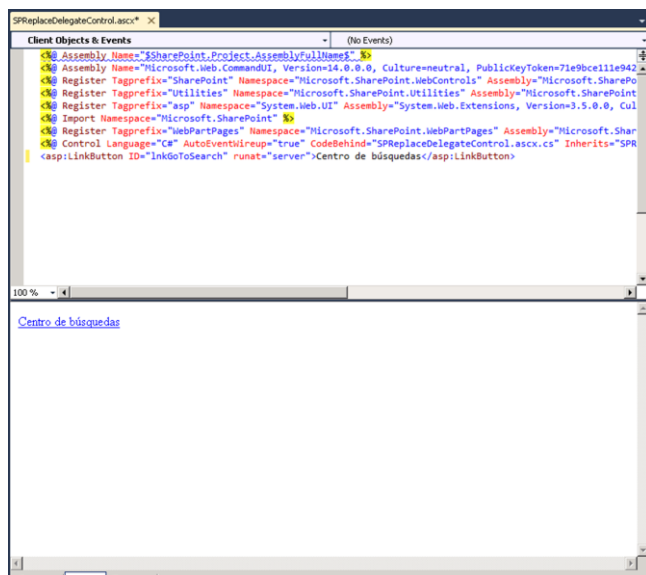 SPReplaceDelegateControl.ascx*
Client Objects & Events (No Events)
<%@ Assembly Name="$SharePoint.Project.AssemblyFullName$" %>
<%@ Assembly Name="Microsoft.Web.CommandUI, Version=14.0.0.0, Culture=neutral, PublicKeyToken=71e9bce111e942
<%@ Register Tagprefix="SharePoint" Namespace="Microsoft.SharePoint.WebControls" Assembly="Microsoft.SharePo
<%@ Register Tagprefix="Utilities" Namespace="Microsoft.SharePoint.Utilities" Assembly="Microsoft.SharePoint
<%@ Register Tagprefix="asp" Namespace="System.Web.UI" Assembly="System.Web.Extensions, Version=3.5.0.0, Cul
<%@ Import Namespace="Microsoft.SharePoint" %>
<%@ Register Tagprefix="WebPartPages" Namespace="Microsoft.SharePoint.WebPartPages" Assembly="Microsoft.Shar
<%@ Control Language="C#" AutoEventWireup="true" CodeBehind="SPReplaceDelegateControl.ascx.cs" Inherits="SPR
<asp:LinkButton ID="lnkGoToSearch" runat="server">Centro de búsquedas</asp:LinkButton>
100 %
Centro de búsquedas